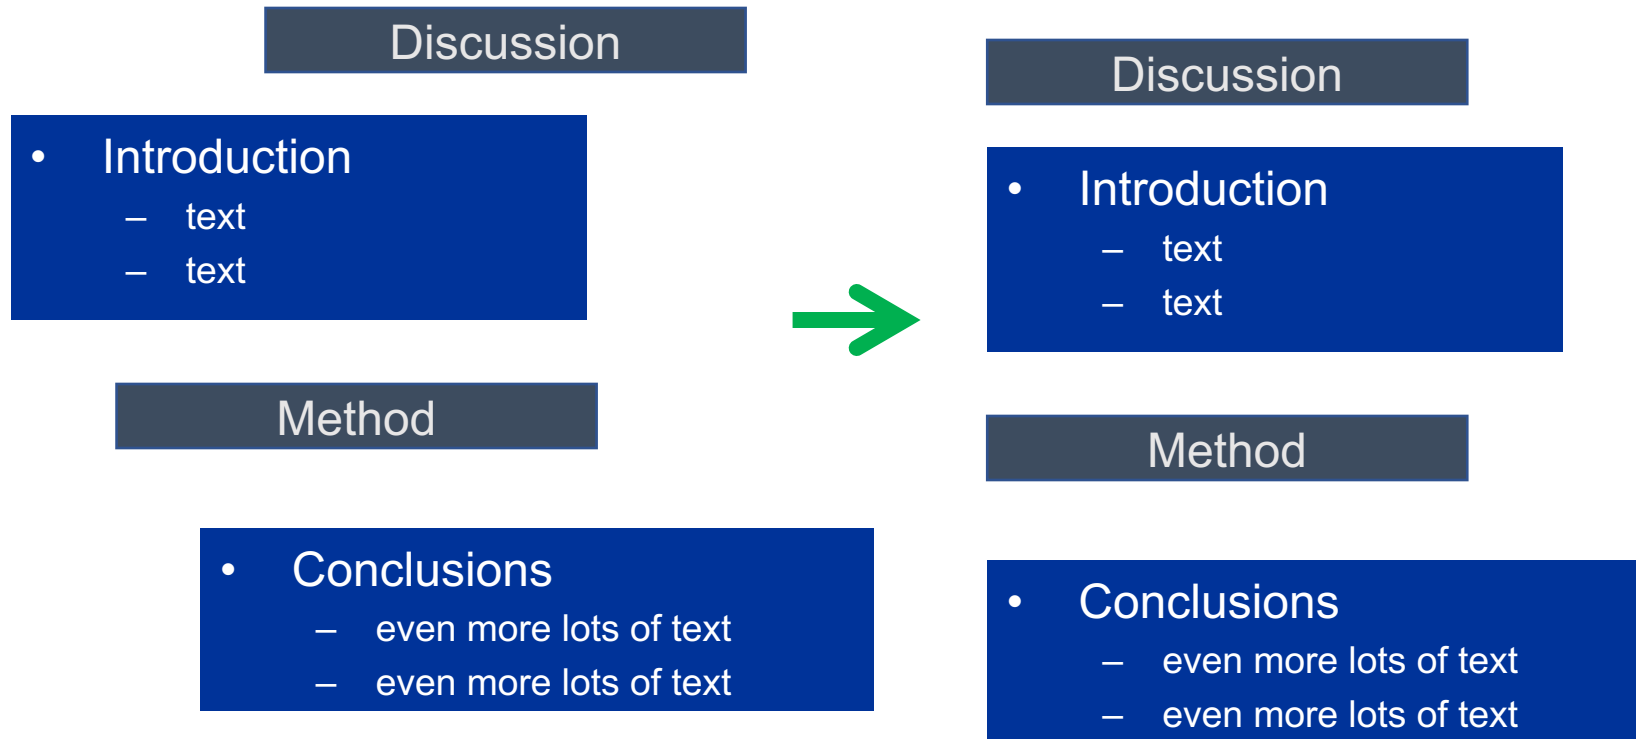 Discussion
• Introduction
– text
– text
Method
• Conclusions
– even more lots of text
– even more lots of text
Discussion
• Introduction
– text
– text
Method
• Conclusions
– even more lots of text
– even more lots of text